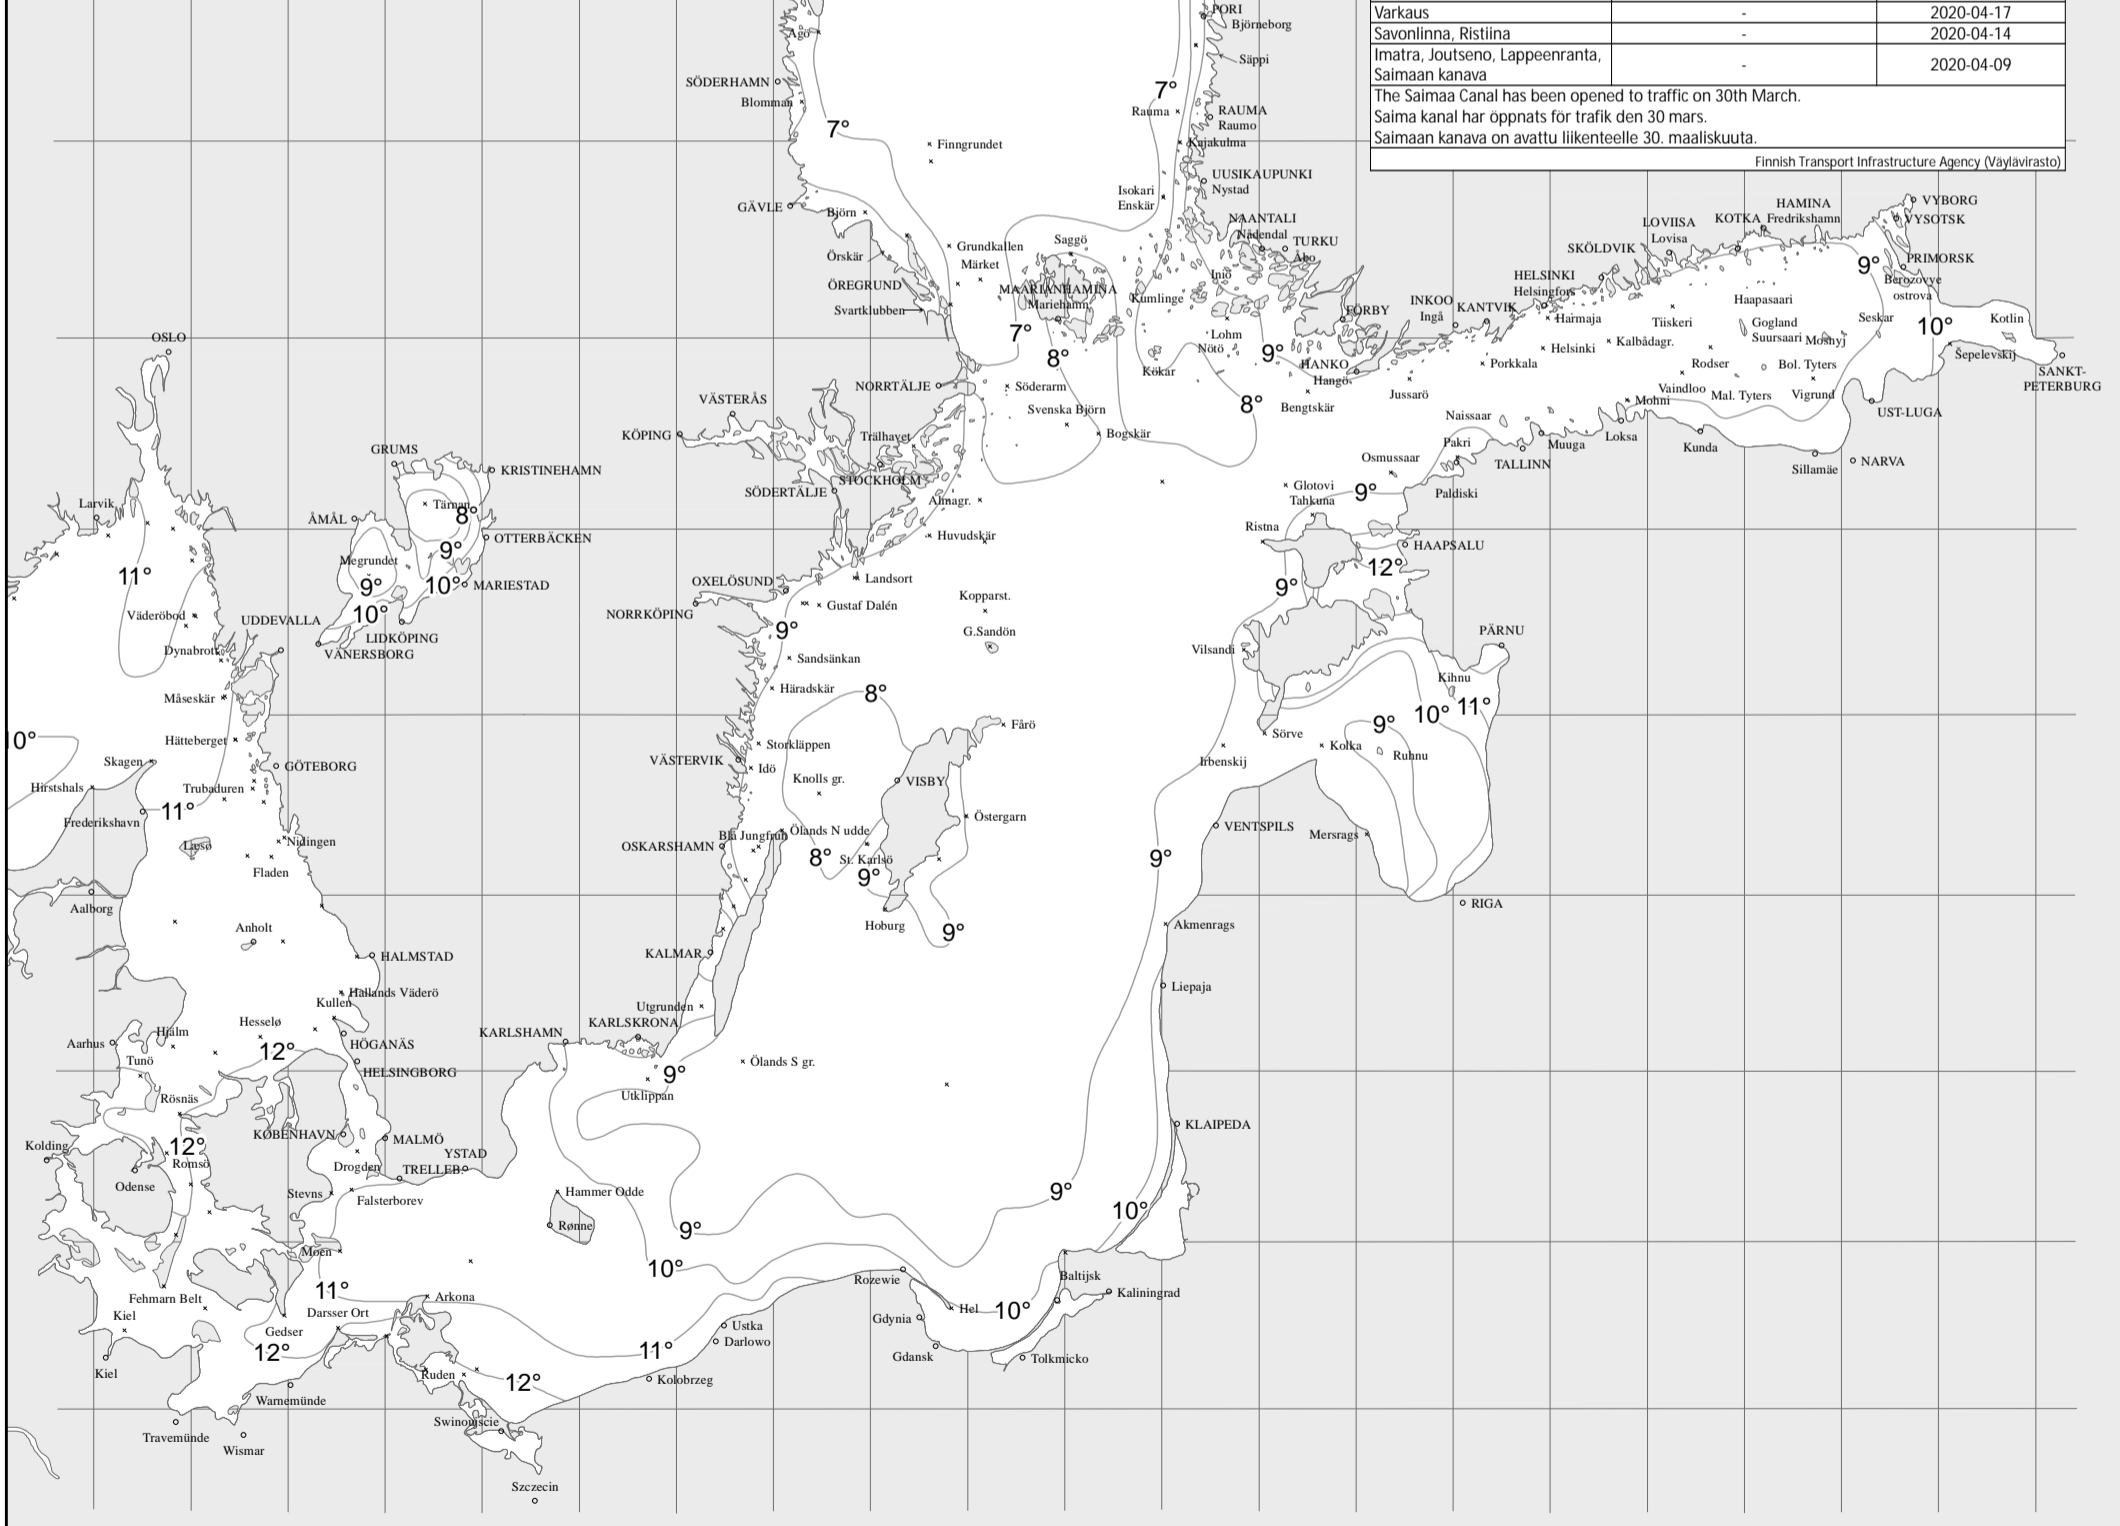 Varkaus - 2020-04-17
Savonlinna, Ristiina - 2020-04-14
Imatra, Joutseno, Lappeenranta,
Saimaan kanava - 2020-04-09
The Saimaa Canal has been opened to traffic on 30th March.
Saima kanal har öppnats för trafik den 30 mars.
Saimaan kanava on avattu liikenteelle 30. maaliskuuta.
Finnish Transport Infrastructure Agency (Väylävirasto)
PORI
Björneborg
Agö
Säppi
SÖDERHAMN
Blomman
7°
Rauma
RAUMA
Raumo
7°
Finngrundet
Kajakulma
UUSIKAUPUNKI
Nystad
Isokari
Enskär
GÄVLE
Björn
NAANTALI
Nådendal
TURKU
Åbo
Saggö
Grundkallen
Märket
Örskär
ÖREGRUND
Svartklubben
MAARIANHAMINA
Mariehamn
Kumlinge
Iniö
FÖRBY
INKOO
Ingå
KANTVIK
HELSINKI
Helsingfors
SKÖLDVIK
LOVIISA
Lovisa
KOTKA
HAMINA
Fredrikshamn
VYBORG
VYSOTSK
PRIMORSK
9°
Berozovye
ostrova
Haapasaari
Harmaja
Tiiskeri
Gogland
Suursaari
Moshyj
Seskar
10°
Kotlin
Šepelevskij
SANKT-
PETERBURG
OSLO
7°
8°
Lohm
Nötö
9°
HANKO
Hangö
Kökar
Porkkala
Helsinki
Kalbådagr.
Rodser
Bol. Tyters
Vaindloo
Mal. Tyters
Vigrund
UST-LUGA
NORRTÄLJE
Söderarm
Svenska Björn
8°
Bengtskär
Jussarö
Naissaar
Mohni
Bogskär
VÄSTERÅS
KÖPING
Trälhavet
Pakri
Muuga
Loksa
Kunda
TALLINN
Osmussaar
Sillamäe
NARVA
GRUMS
KRISTINEHAMN
STOCKHOLM
SÖDERTÄLJE
Almagr.
Glotovi
Tahkuna
9°
Paldiski
Larvik
Tärnan
8°
ÅMÅL
OTTERBÄCKEN
Huvudskär
Ristna
HAAPSALU
9°
Megrundet
11°
9°
10°
MARIESTAD
OXELÖSUND
Landsort
12°
9°
10°
Väderöbod
UDDEVALLA
LIDKÖPING
VÄNERSBORG
NORRKÖPING
Gustaf Dalén
Kopparst.
G.Sandön
9°
PÄRNU
Dynabrott
Sandsänkan
Vilsandi
Kihnu
Måseskär
Häradskär
8°
10°
11°
9°
10°
Hätteberget
Fårö
Sörve
Kolka
Ruhnu
Skagen
GÖTEBORG
Storkläppen
VÄSTERVIK
Idö
Irbenskij
Hirstshals
Trubaduren
Knolls gr.
VISBY
Frederikshavn
11°
Östergarn
VENTSPILS
Mersrags
Læsø
Nidingen
Blå Jungfrun
Ölands N udde
OSKARSHAMN
8°
St. Karlsö
9°
9°
Fladen
Aalborg
RIGA
Anholt
Hoburg
9°
Akmenrags
HALMSTAD
KALMAR
Hallands Väderö
Kullen
Liepaja
Utgrunden
Hesselø
Hjälm
KARLSHAMN
KARLSKRONA
Aarhus
12°
HÖGANÄS
Tunö
HELSINGBORG
Ölands S gr.
9°
Utklippan
Rösnäs
KØBENHAVN
MALMÖ
KLAIPEDA
Kolding
12°
Romsö
Drogden
YSTAD
TRELLEB.
Odense
Stevns
Falsterborev
Hammer Odde
9°
10°
Rønne
9°
Moen
10°
Rozewie
Baltijsk
Kaliningrad
Fehmarn Belt
11°
Arkona
Kiel
Darsser Ort
Hel
10°
Gdynia
Gedser
Ustka
Darlowo
12°
11°
Gdansk
Tolkmicko
Kiel
Ruden
12°
Kolobrzeg
Warnemünde
Swinoujscie
Travemünde
Wismar
Szczecin